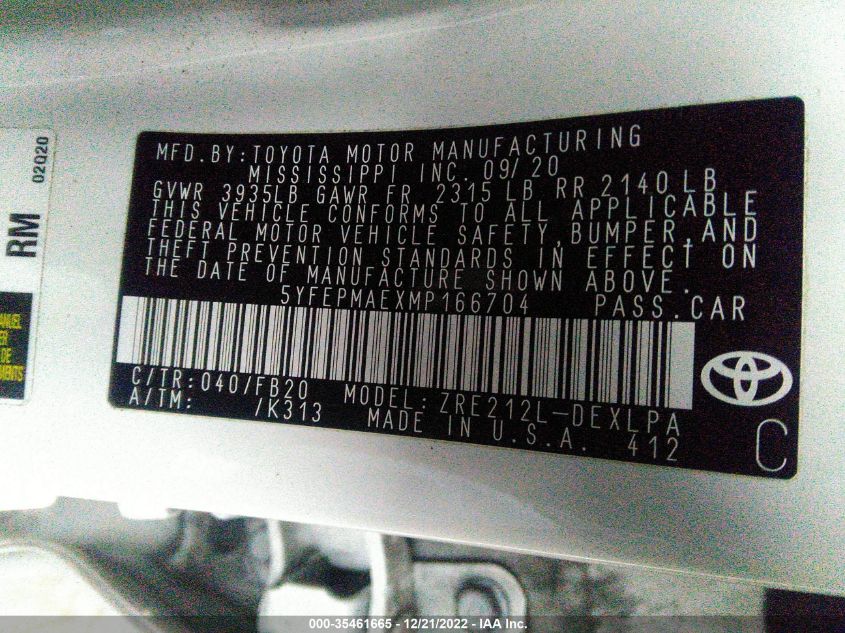 MFD.BY:TOYOTA MOTOR MANUFACTURING
MISSISSIPPI INC. 09/20
GVWR 3935LB GAWR FR 2315 LB RR 2140 LB
THIS VEHICLE CONFORMS TO ALL APPLICABLE
FEDERAL MOTOR VEHICLE SAFETY,BUMPER,AND
THEFT PREVENTION STANDARDS IN EFFECT ON
THE DATE OF MANUFACTURE SHOWN ABOVE.
5YFEPMAEXMP166704 PASS.CAR
C/TR:040/FB20 MODEL:ZRE212L-DEXLPA
A/TM: /K313 MADE IN U.S.A. 412
C
02Q20
RM
DE
000-35461665 - 12/21/2022 - IAA Inc.